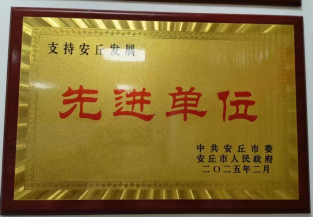 支持安丘发展
先进单位
中共安丘市委
安丘市人民政府
二〇二五年二月